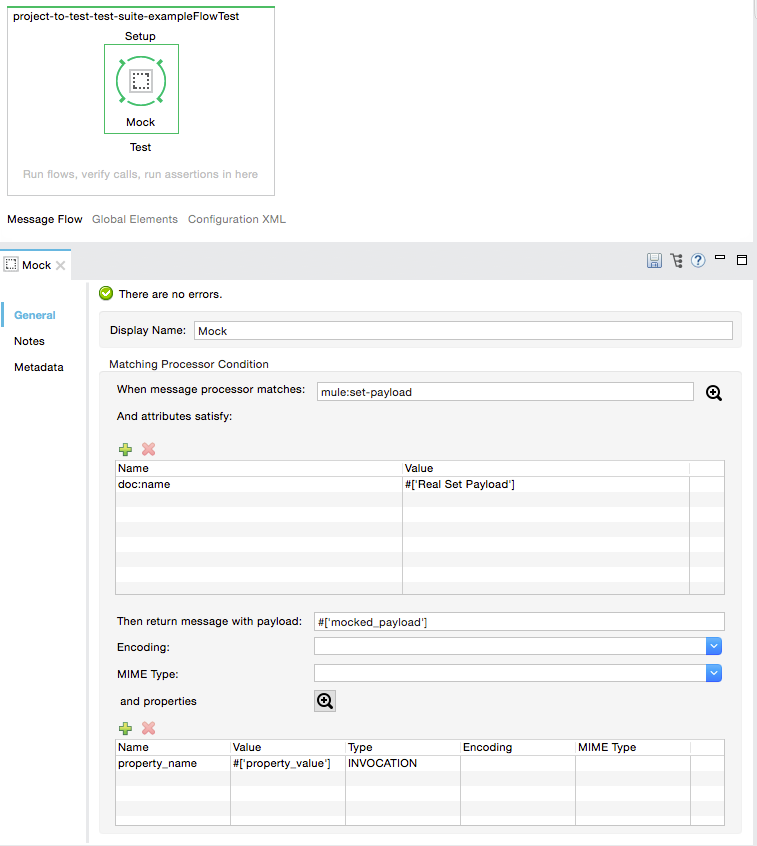 project-to-test-test-suite-exampleFlowTest
Setup
Mock
Test
Run flows, verify calls, run assertions in here
Message Flow Global Elements Configuration XML
Mock
There are no errors.
General
Notes
Metadata
Display Name: Mock
Matching Processor Condition
When message processor matches: mule:set-payload
And attributes satisfy:
Name Value
doc:name #['Real Set Payload']
Then return message with payload: #['mocked_payload']
Encoding:
MIME Type:
and properties
Name Value Type Encoding MIME Type
property_name #['property_value'] INVOCATION